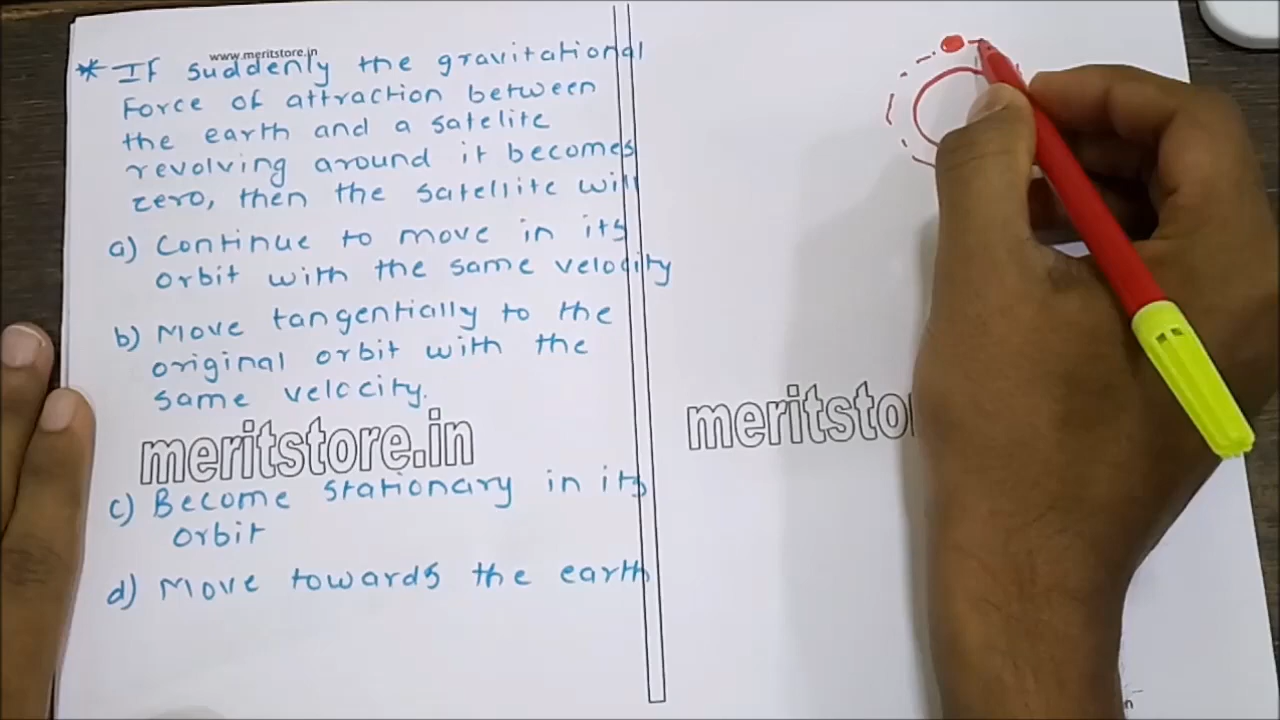 www.meritstore.in
* If suddenly the gravitational
Force of attraction between
the earth and a satelite
revolving around it becomes
zero, then the satellite will
a) Continue to move in its
orbit with the same velocity
b) Move tangentially to the
original orbit with the
same velocity.
meritstore.in
c) Become stationary in its
orbit
d) Move towards the earth
meritsto